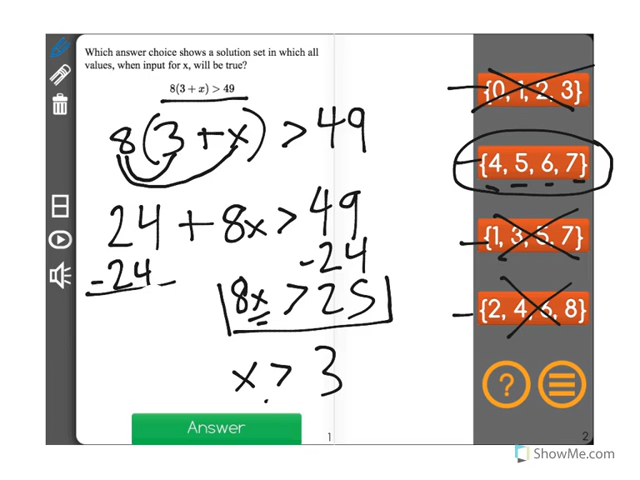 Which answer choice shows a solution set in which all
values, when input for x, will be true?
8(3 + x) > 49
8(3 + x) > 49
24 + 8x > 49
-24 -24
8x > 25
x > 3
Answer
1
{0, 1, 2, 3}
{4, 5, 6, 7}
{1, 3, 5, 7}
{2, 4, 6, 8}
?
2
ShowMe.com